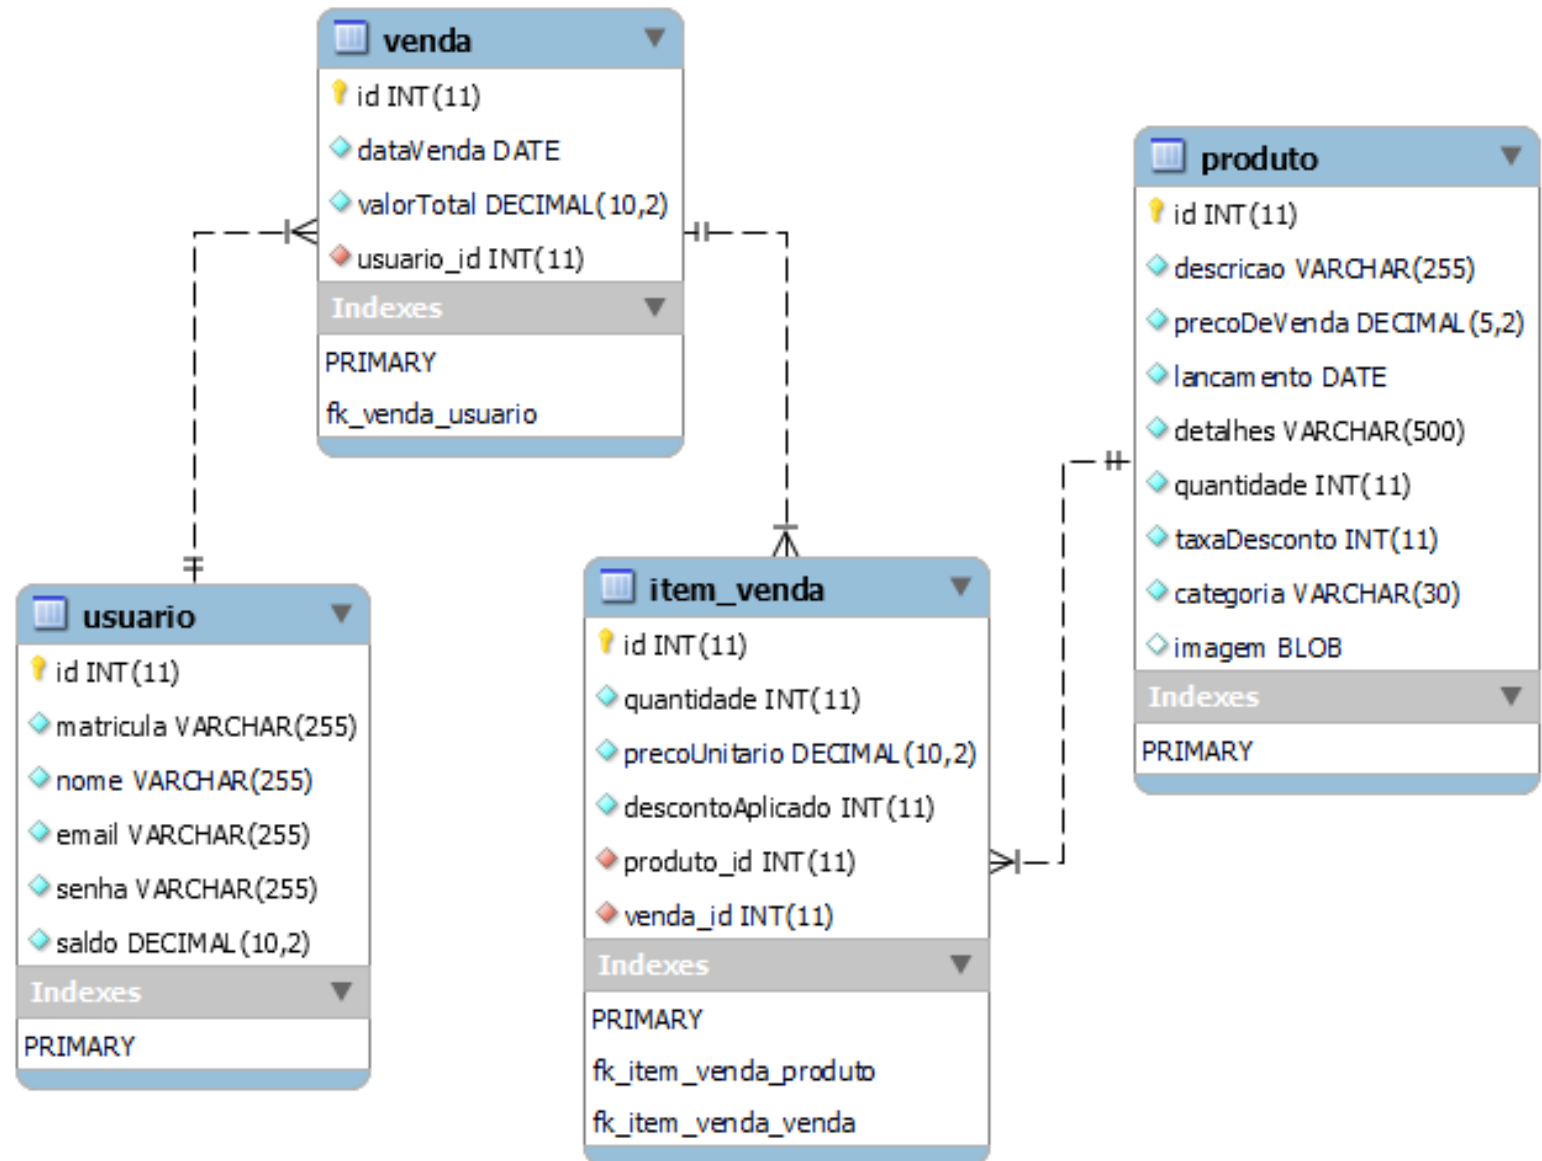 venda
id INT(11)
dataVenda DATE
valorTotal DECIMAL(10,2)
usuario_id INT(11)
Indexes
PRIMARY
fk_venda_usuario
produto
id INT(11)
descricao VARCHAR(255)
precoDeVenda DECIMAL(5,2)
lancamento DATE
detalhes VARCHAR(500)
quantidade INT(11)
taxaDesconto INT(11)
categoria VARCHAR(30)
imagem BLOB
Indexes
PRIMARY
usuario
id INT(11)
matricula VARCHAR(255)
nome VARCHAR(255)
email VARCHAR(255)
senha VARCHAR(255)
saldo DECIMAL(10,2)
Indexes
PRIMARY
item_venda
id INT(11)
quantidade INT(11)
precoUnitario DECIMAL(10,2)
descontoAplicado INT(11)
produto_id INT(11)
venda_id INT(11)
Indexes
PRIMARY
fk_item_venda_produto
fk_item_venda_venda